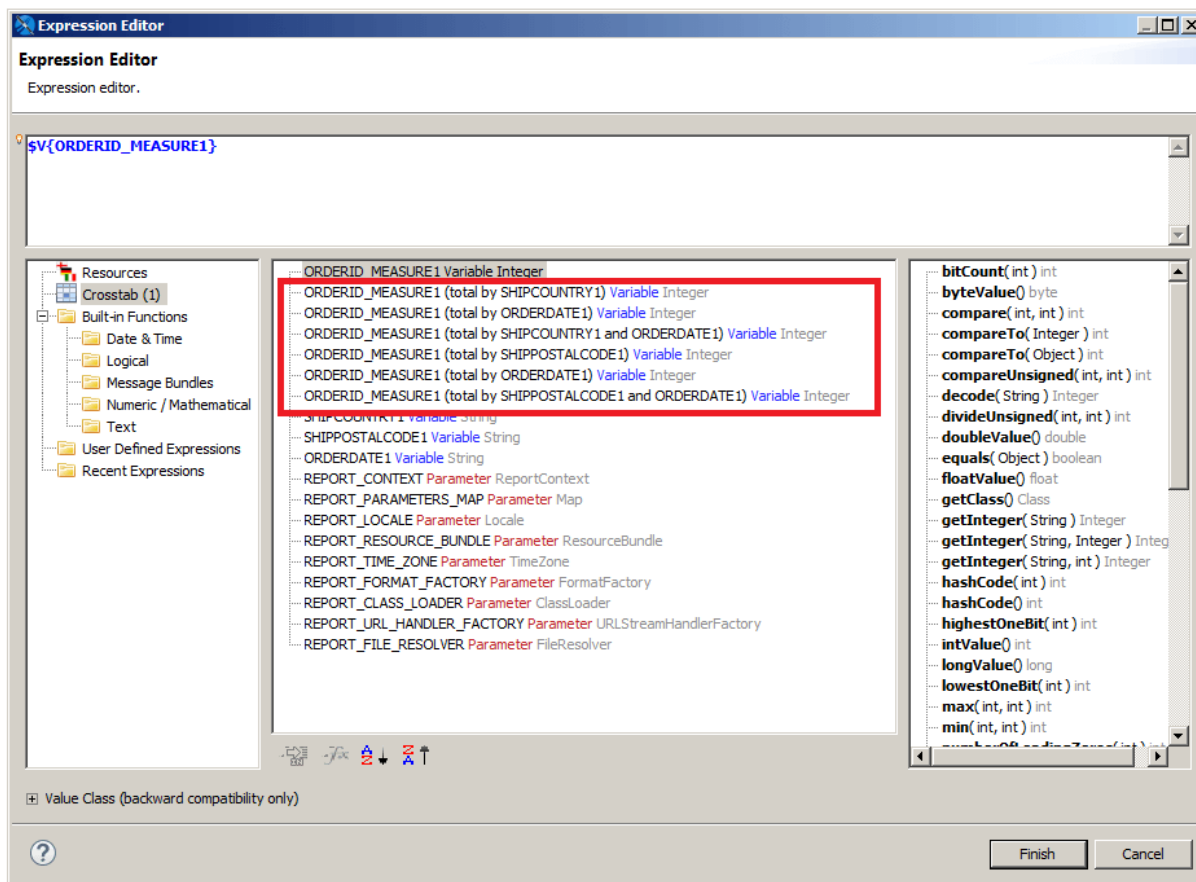 Expression Editor
Expression Editor
Expression editor.
$V{ORDERID_MEASURE1}
Resources
Crosstab (1)
Built-in Functions
Date & Time
Logical
Message Bundles
Numeric / Mathematical
Text
User Defined Expressions
Recent Expressions
ORDERID_MEASURE1 Variable Integer
ORDERID_MEASURE1 (total by SHIPCOUNTRY1) Variable Integer
ORDERID_MEASURE1 (total by ORDERDATE1) Variable Integer
ORDERID_MEASURE1 (total by SHIPCOUNTRY1 and ORDERDATE1) Variable Integer
ORDERID_MEASURE1 (total by SHIPPOSTALCODE1) Variable Integer
ORDERID_MEASURE1 (total by ORDERDATE1) Variable Integer
ORDERID_MEASURE1 (total by SHIPPOSTALCODE1 and ORDERDATE1) Variable Integer
SHIPCOUNTRY1 Variable String
SHIPPOSTALCODE1 Variable String
ORDERDATE1 Variable String
REPORT_CONTEXT Parameter ReportContext
REPORT_PARAMETERS_MAP Parameter Map
REPORT_LOCALE Parameter Locale
REPORT_RESOURCE_BUNDLE Parameter ResourceBundle
REPORT_TIME_ZONE Parameter TimeZone
REPORT_FORMAT_FACTORY Parameter FormatFactory
REPORT_CLASS_LOADER Parameter ClassLoader
REPORT_URL_HANDLER_FACTORY Parameter URLStreamHandlerFactory
REPORT_FILE_RESOLVER Parameter FileResolver
bitCount( int ) int
byteValue() byte
compare( int, int ) int
compareTo( Integer ) int
compareTo( Object ) int
compareUnsigned( int, int ) int
decode( String ) Integer
divideUnsigned( int, int ) int
doubleValue() double
equals( Object ) boolean
floatValue() float
getClass() Class
getInteger( String ) Integer
getInteger( String, Integer ) Integ
getInteger( String, int ) Integer
hashCode( int ) int
hashCode() int
highestOneBit( int ) int
intValue() int
longValue() long
lowestOneBit( int ) int
max( int, int ) int
min( int, int ) int
numberOfLeadingZeros( int ) int
Value Class (backward compatibility only)
Finish
Cancel